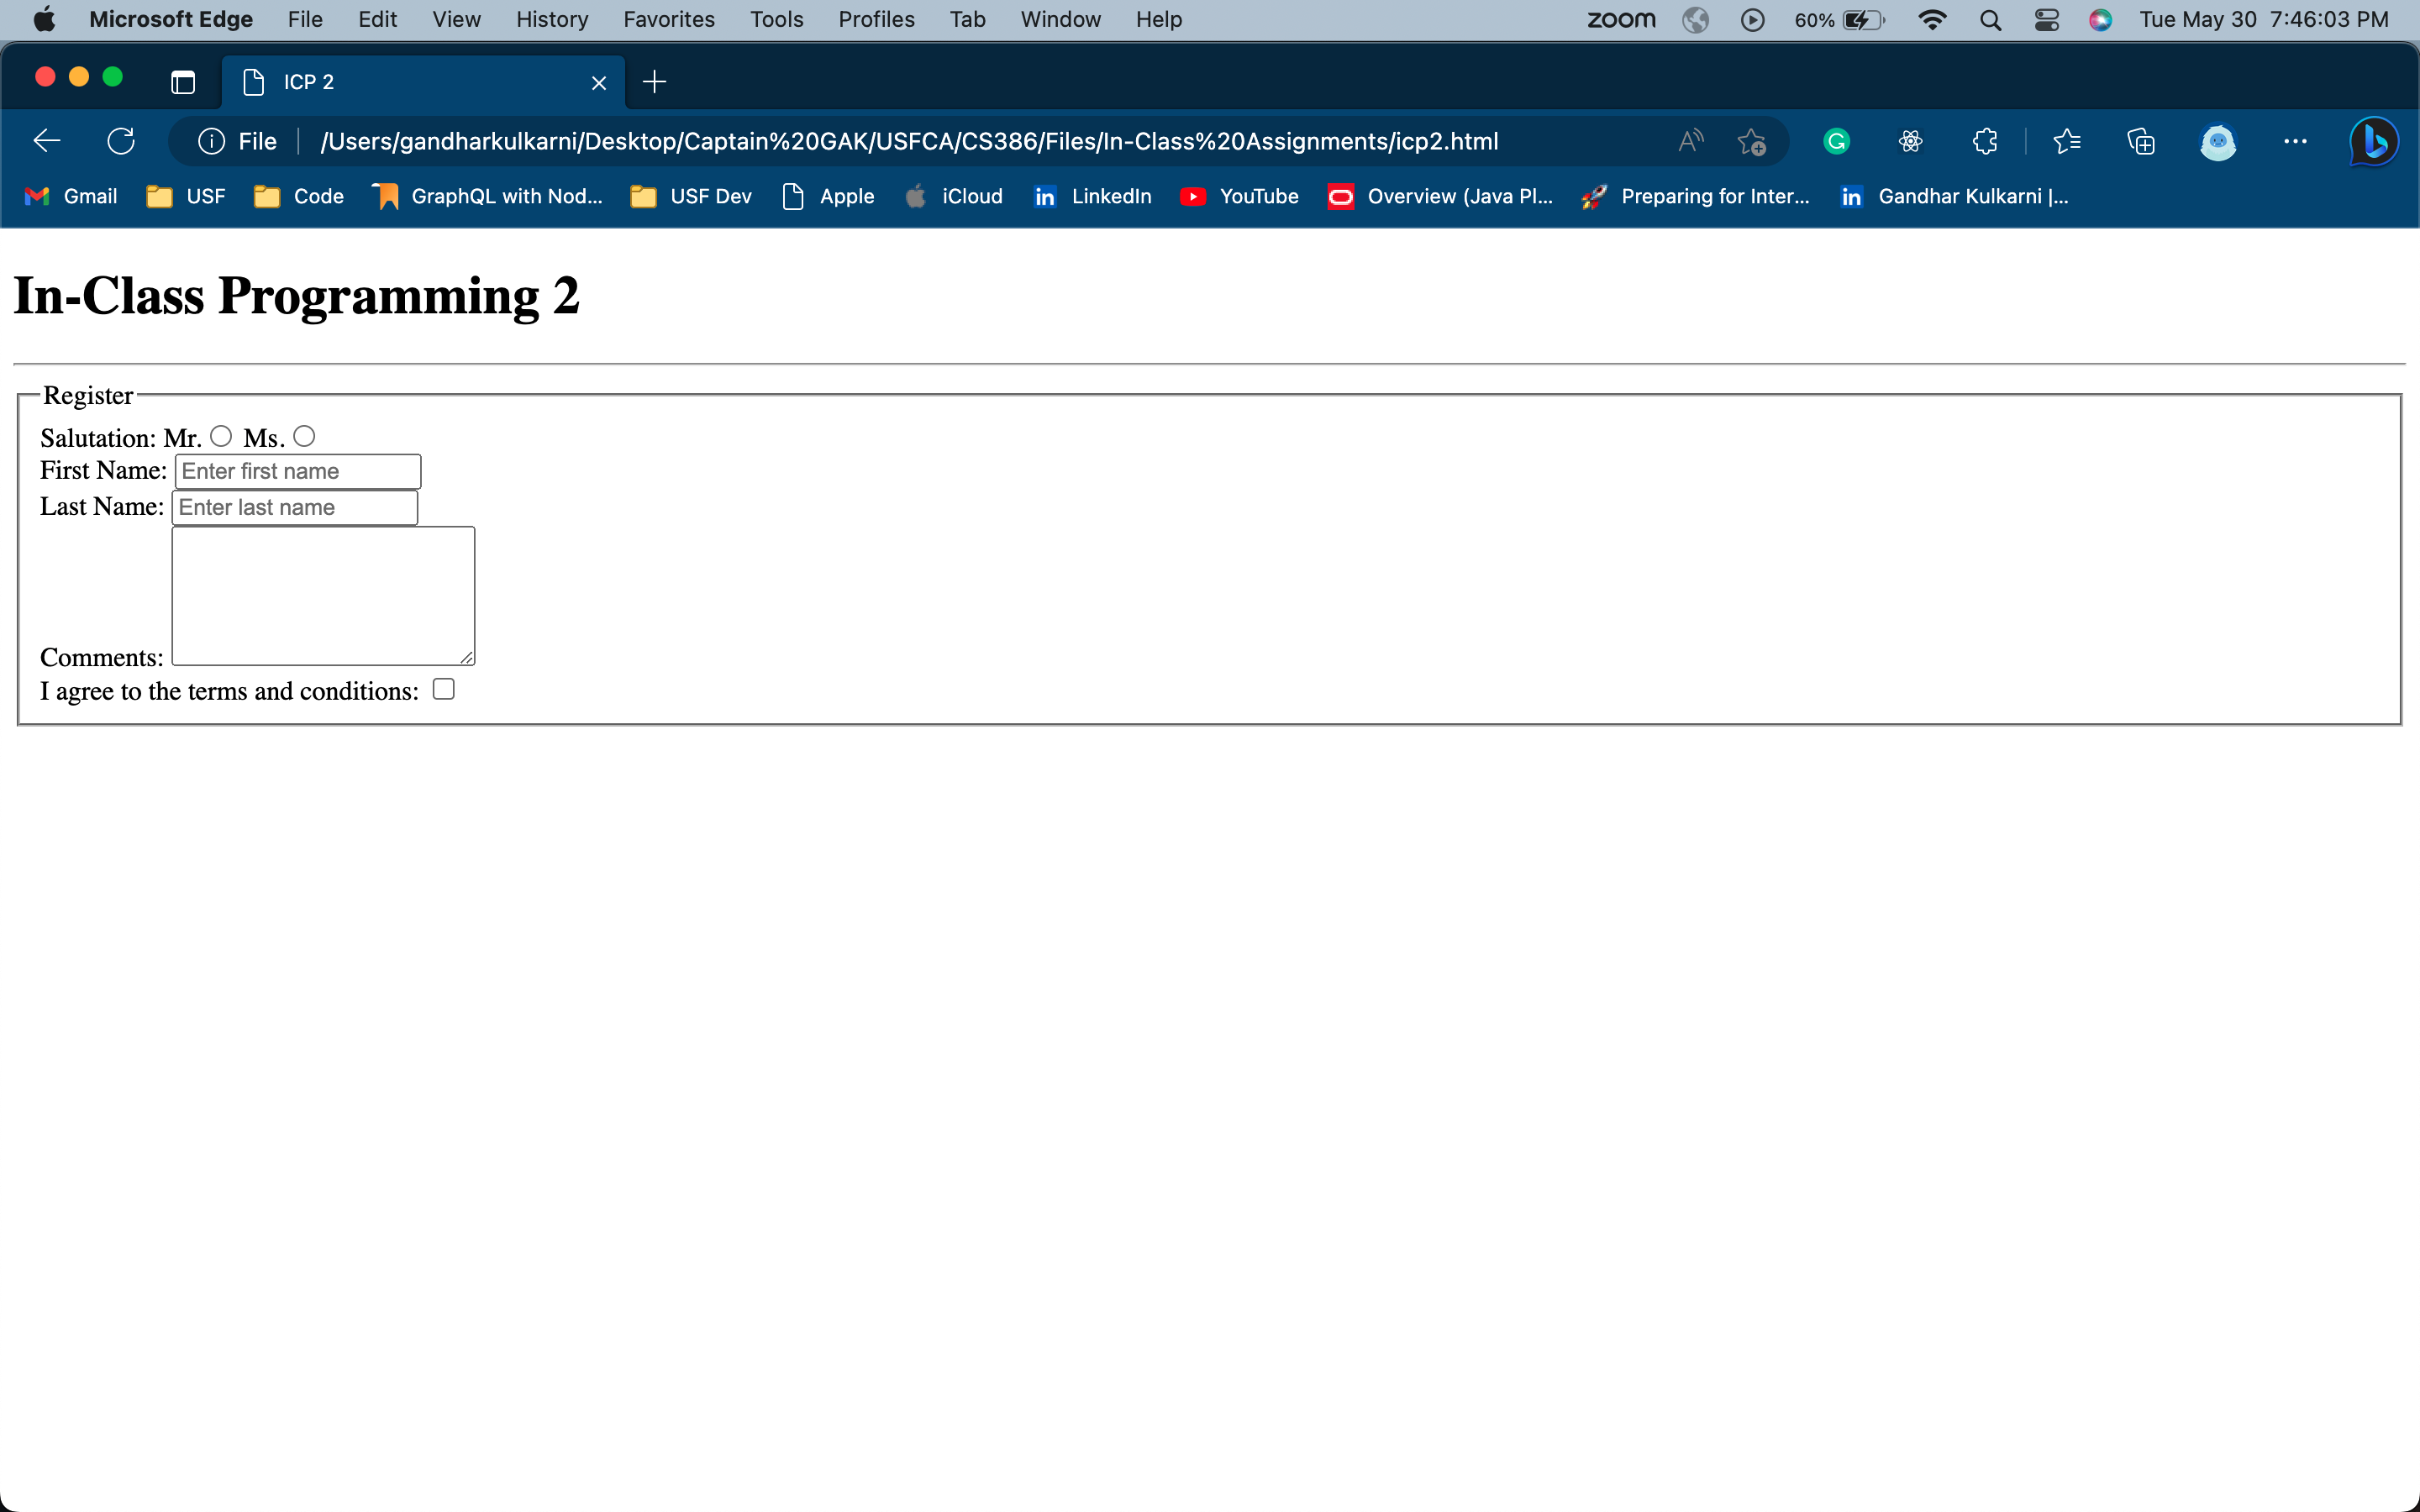 Microsoft Edge File Edit View History Favorites Tools Profiles Tab Window Help zoom 60% Tue May 30 7:46:03 PM
ICP 2
File /Users/gandharkulkarni/Desktop/Captain%20GAK/USFCA/CS386/Files/In-Class%20Assignments/icp2.html
Gmail USF Code GraphQL with Nod... USF Dev Apple iCloud in LinkedIn YouTube Overview (Java Pl... Preparing for Inter... in Gandhar Kulkarni |...
In-Class Programming 2
Register
Salutation: Mr. Ms.
First Name: Enter first name
Last Name: Enter last name
Comments:
I agree to the terms and conditions: